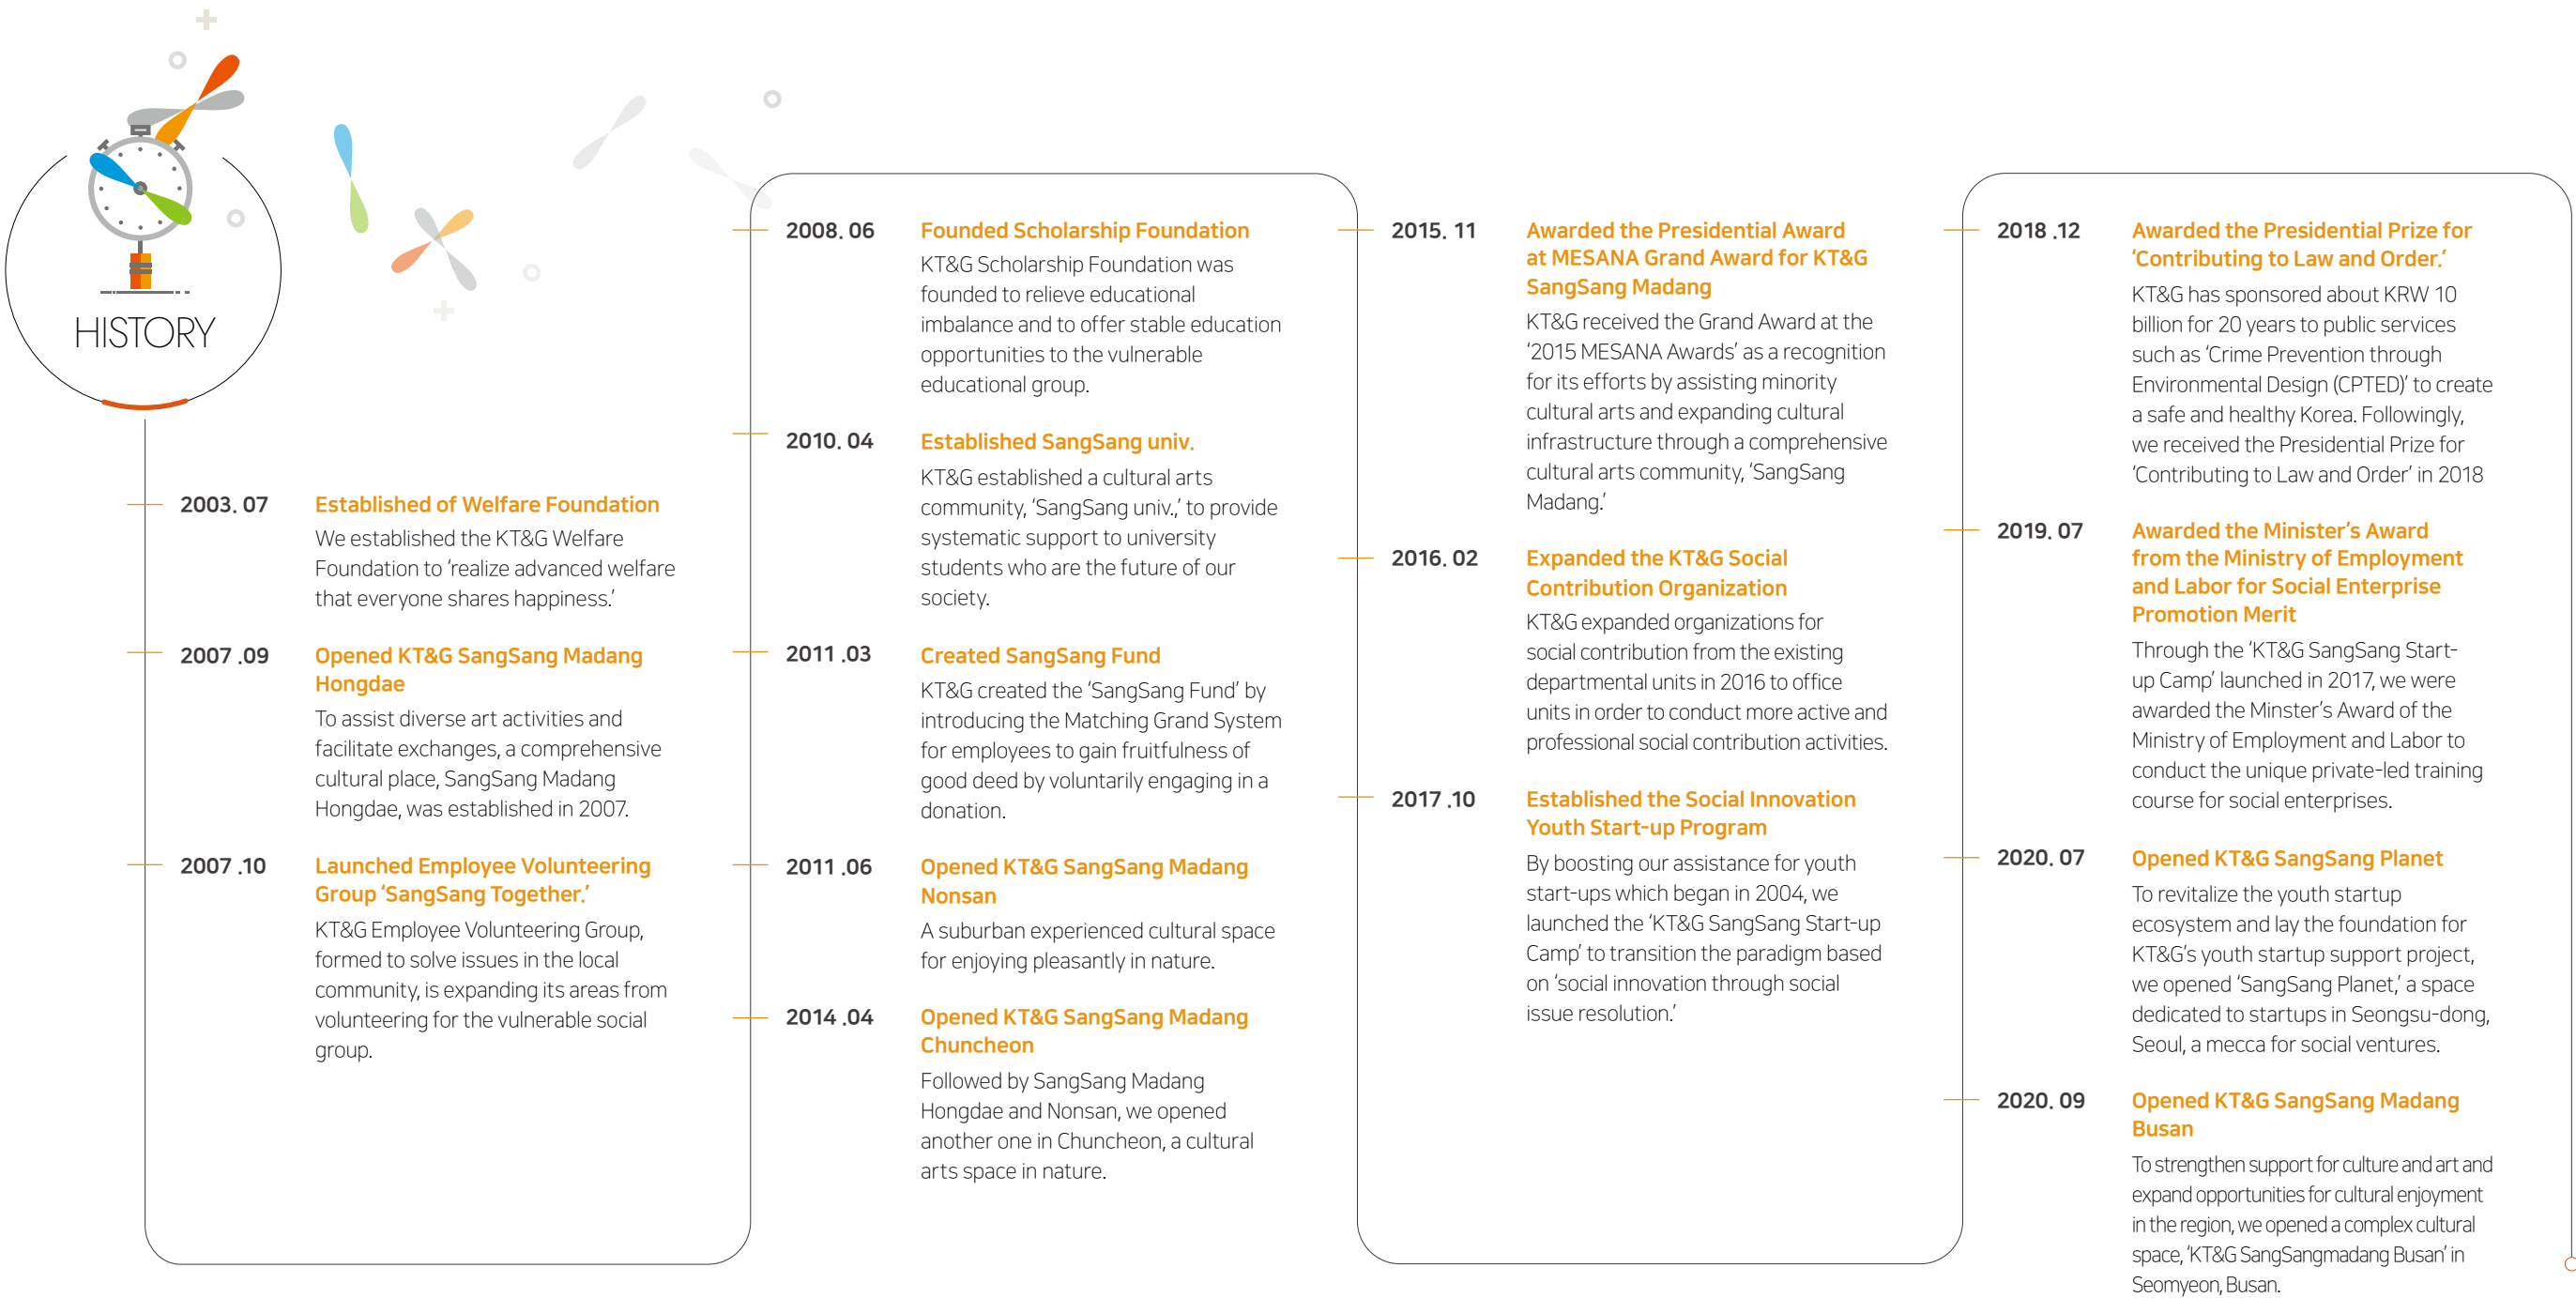 HISTORY
2003. 07
Established of Welfare Foundation
We established the KT&G Welfare
Foundation to ‘realize advanced welfare
that everyone shares happiness.’
2007 .09
Opened KT&G SangSang Madang
Hongdae
To assist diverse art activities and
facilitate exchanges, a comprehensive
cultural place, SangSang Madang
Hongdae, was established in 2007.
2007 .10
Launched Employee Volunteering
Group ‘SangSang Together.’
KT&G Employee Volunteering Group,
formed to solve issues in the local
community, is expanding its areas from
volunteering for the vulnerable social
group.
2008. 06
Founded Scholarship Foundation
KT&G Scholarship Foundation was
founded to relieve educational
imbalance and to offer stable education
opportunities to the vulnerable
educational group.
2010. 04
Established SangSang univ.
KT&G established a cultural arts
community, ‘SangSang univ.,’ to provide
systematic support to university
students who are the future of our
society.
2011 .03
Created SangSang Fund
KT&G created the ‘SangSang Fund’ by
introducing the Matching Grand System
for employees to gain fruitfulness of
good deed by voluntarily engaging in a
donation.
2011 .06
Opened KT&G SangSang Madang
Nonsan
A suburban experienced cultural space
for enjoying pleasantly in nature.
2014 .04
Opened KT&G SangSang Madang
Chuncheon
Followed by SangSang Madang
Hongdae and Nonsan, we opened
another one in Chuncheon, a cultural
arts space in nature.
2015. 11
Awarded the Presidential Award
at MESANA Grand Award for KT&G
SangSang Madang
KT&G received the Grand Award at the
‘2015 MESANA Awards’ as a recognition
for its efforts by assisting minority
cultural arts and expanding cultural
infrastructure through a comprehensive
cultural arts community, ‘SangSang
Madang.’
2016. 02
Expanded the KT&G Social
Contribution Organization
KT&G expanded organizations for
social contribution from the existing
departmental units in 2016 to office
units in order to conduct more active and
professional social contribution activities.
2017 .10
Established the Social Innovation
Youth Start-up Program
By boosting our assistance for youth
start-ups which began in 2004, we
launched the ‘KT&G SangSang Start-up
Camp’ to transition the paradigm based
on ‘social innovation through social
issue resolution.’
2018 .12
Awarded the Presidential Prize for
‘Contributing to Law and Order.’
KT&G has sponsored about KRW 10
billion for 20 years to public services
such as ‘Crime Prevention through
Environmental Design (CPTED)’ to create
a safe and healthy Korea. Followingly,
we received the Presidential Prize for
‘Contributing to Law and Order’ in 2018
2019. 07
Awarded the Minister’s Award
from the Ministry of Employment
and Labor for Social Enterprise
Promotion Merit
Through the ‘KT&G SangSang Start-
up Camp’ launched in 2017, we were
awarded the Minster’s Award of the
Ministry of Employment and Labor to
conduct the unique private-led training
course for social enterprises.
2020. 07
Opened KT&G SangSang Planet
To revitalize the youth startup
ecosystem and lay the foundation for
KT&G’s youth startup support project,
we opened ‘SangSang Planet,’ a space
dedicated to startups in Seongsu-dong,
Seoul, a mecca for social ventures.
2020. 09
Opened KT&G SangSang Madang
Busan
To strengthen support for culture and art and
expand opportunities for cultural enjoyment
in the region, we opened a complex cultural
space, ‘KT&G SangSangmadang Busan’ in
Seomyeon, Busan.